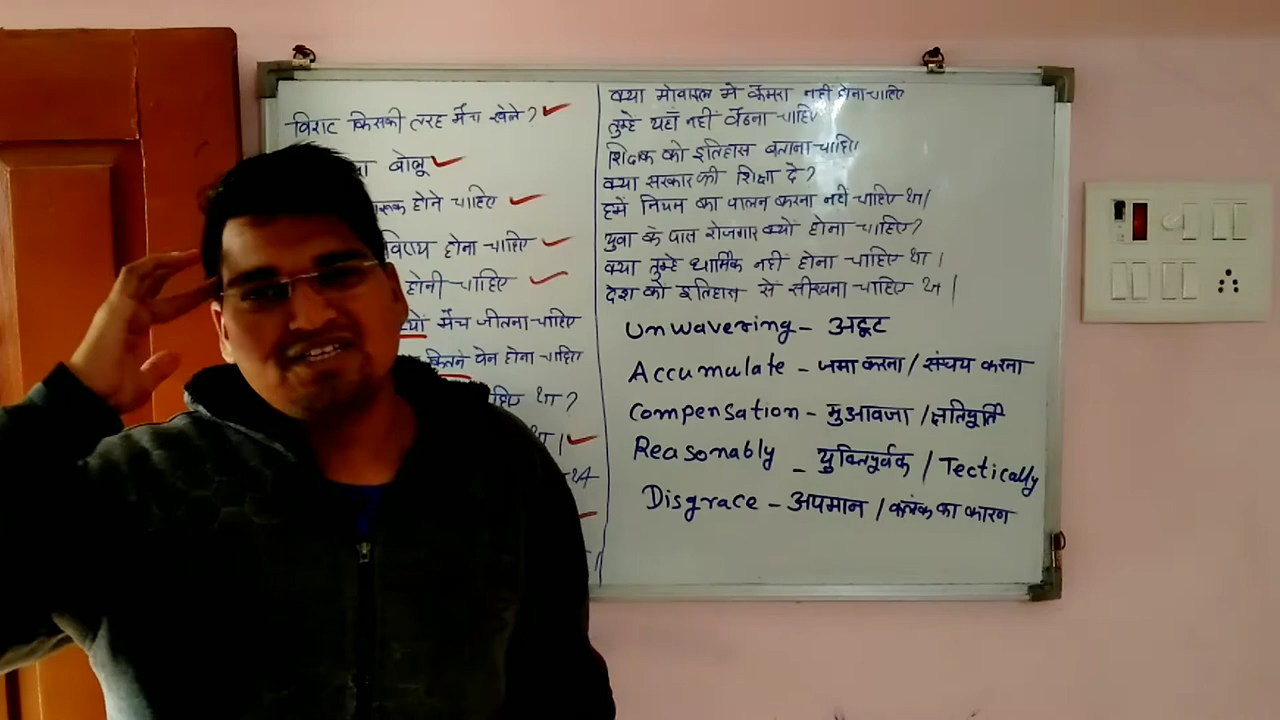 विराट किसकी तरह मैच खेले?
बोलू
होने चाहिए
विषय होना चाहिए
होनी चाहिए
क्यों मैच जीतना चाहिए
कितने पेन होना चाहिए
था?
था।
था
क्या मोबाइल में कैमरा नहीं होना चाहिए
तुम्हे यहाँ नहीं बैठना चाहिए
शिक्षक को इतिहास बताना चाहिए।
क्या सरकार फ्री शिक्षा दे?
हमें नियम का पालन करना नहीं चाहिए था।
युवा के पास रोजगार क्यों होना चाहिए?
क्या तुम्हे धार्मिक नहीं होना चाहिए था।
देश को इतिहास से सीखना चाहिए था।
Unwavering – अटूट
Accumulate – जमा करना / संचय करना
Compensation – मुआवजा / क्षतिपूर्ति
Reasonably – युक्तिपूर्वक / Tectically
Disgrace – अपमान / कलंक का कारण